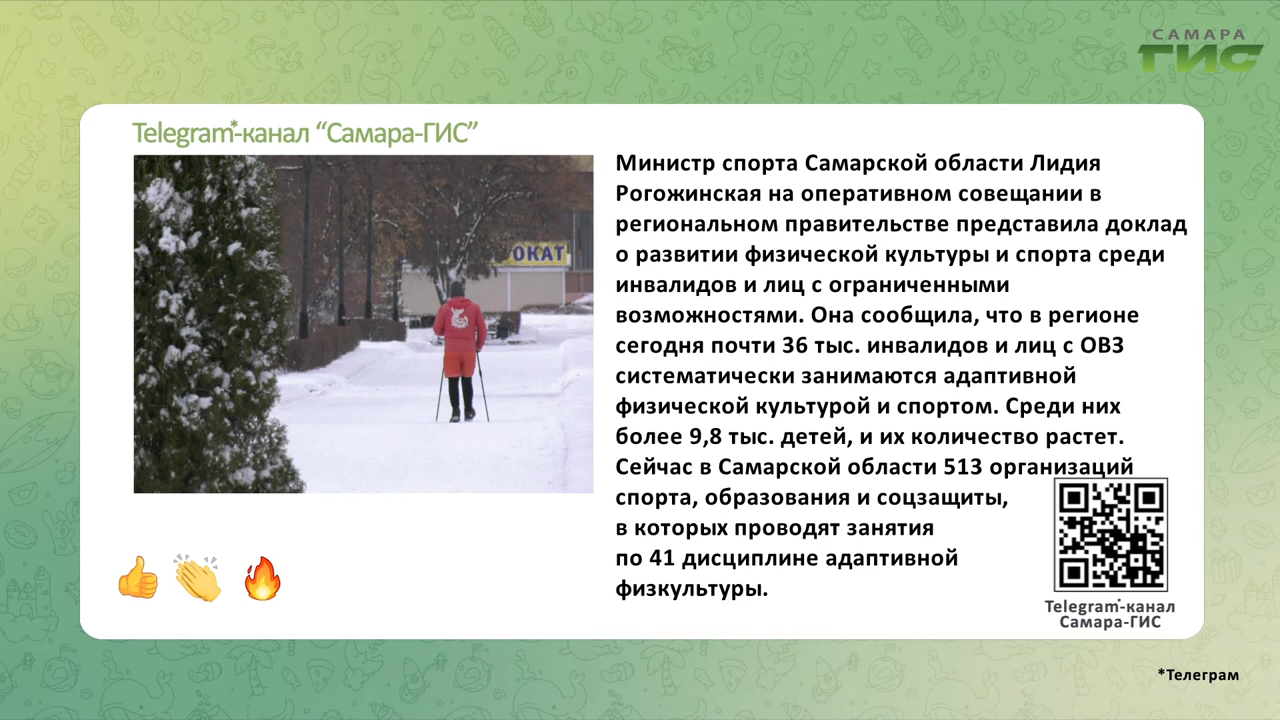 САМАРА
ГИС
Telegram*-канал “Самара-ГИС”
ОКАТ
Министр спорта Самарской области Лидия
Рогожинская на оперативном совещании в
региональном правительстве представила доклад
о развитии физической культуры и спорта среди
инвалидов и лиц с ограниченными
возможностями. Она сообщила, что в регионе
сегодня почти 36 тыс. инвалидов и лиц с ОВЗ
систематически занимаются адаптивной
физической культурой и спортом. Среди них
более 9,8 тыс. детей, и их количество растет.
Сейчас в Самарской области 513 организаций
спорта, образования и соцзащиты,
в которых проводят занятия
по 41 дисциплине адаптивной
физкультуры.
Telegram*-канал
Самара-ГИС
*Телеграм